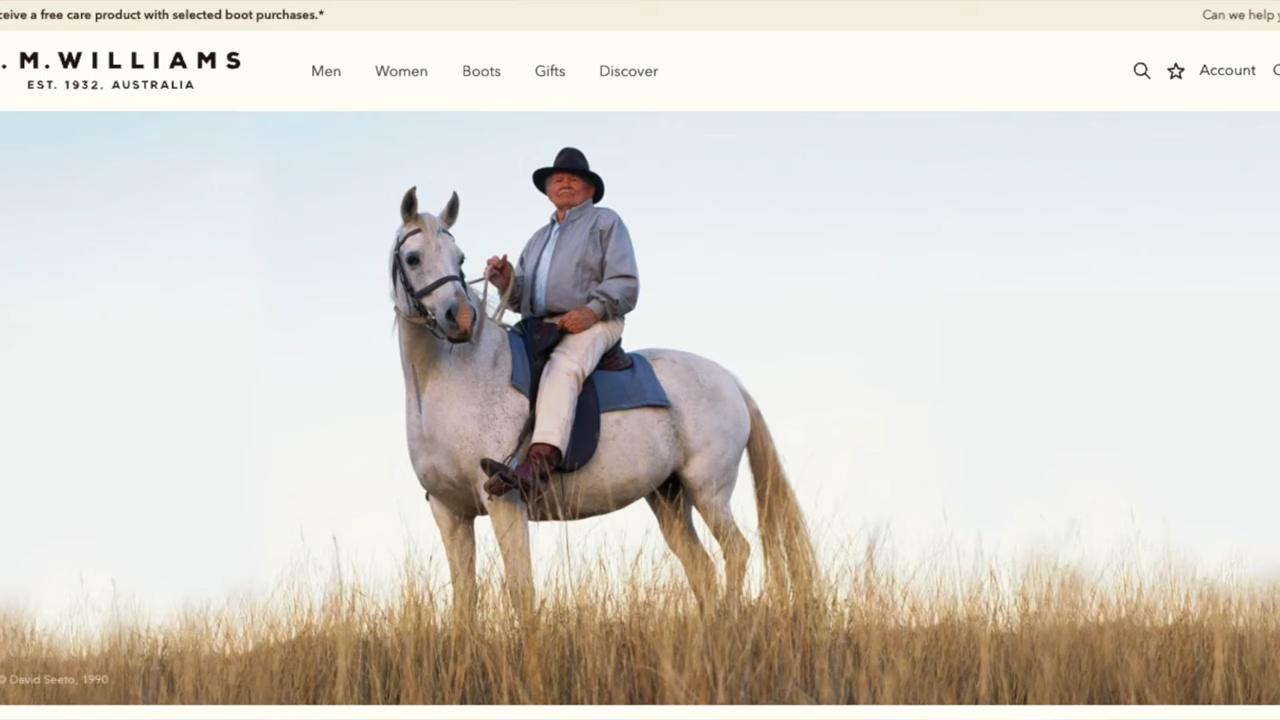 ceive a free care product with selected boot purchases.*
Can we help
. M.WILLIAMS
EST. 1932, AUSTRALIA
Men
Women
Boots
Gifts
Discover
Account
© David Seeto, 1990